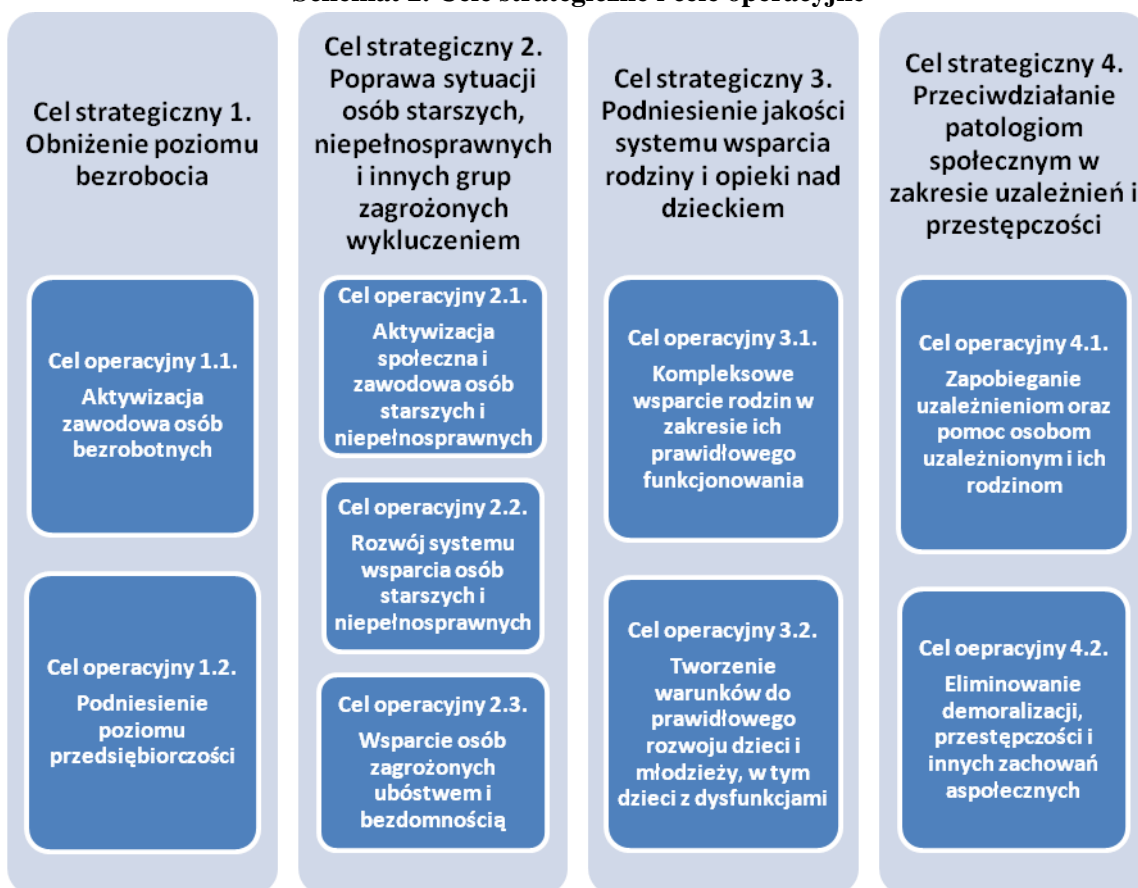 Schemat 2. Cele strategiczne i cele operacyjne
Cel strategiczny 1.
Obniżenie poziomu
bezrobocia
Cel operacyjny 1.1.
Aktywizacja
zawodowa osób
bezrobotnych
Cel operacyjny 1.2.
Podniesienie
poziomu
przedsiębiorczości
Cel strategiczny 2.
Poprawa sytuacji
osób starszych,
niepełnosprawnych
i innych grup
zagrożonych
wykluczeniem
Cel operacyjny 2.1.
Aktywizacja
społeczna i
zawodowa osób
starszych i
niepełnosprawnych
Cel operacyjny 2.2.
Rozwój systemu
wsparcia osób
starszych i
niepełnosprawnych
Cel operacyjny 2.3.
Wsparcie osób
zagrożonych
ubóstwem i
bezdomnością
Cel strategiczny 3.
Podniesienie jakości
systemu wsparcia
rodziny i opieki nad
dzieckiem
Cel operacyjny 3.1.
Kompleksowe
wsparcie rodzin w
zakresie ich
prawidłowego
funkcjonowania
Cel operacyjny 3.2.
Tworzenie
warunków do
prawidłowego
rozwoju dzieci i
młodzieży, w tym
dzieci z dysfunkcjami
Cel strategiczny 4.
Przeciwdziałanie
patologiom
społecznym w
zakresie uzależnień i
przestępczości
Cel operacyjny 4.1.
Zapobieganie
uzależnieniom oraz
pomoc osobom
uzależnionym i ich
rodzinom
Cel oepracyjny 4.2.
Eliminowanie
demoralizacji,
przestępczości i
innych zachowań
aspołecznych